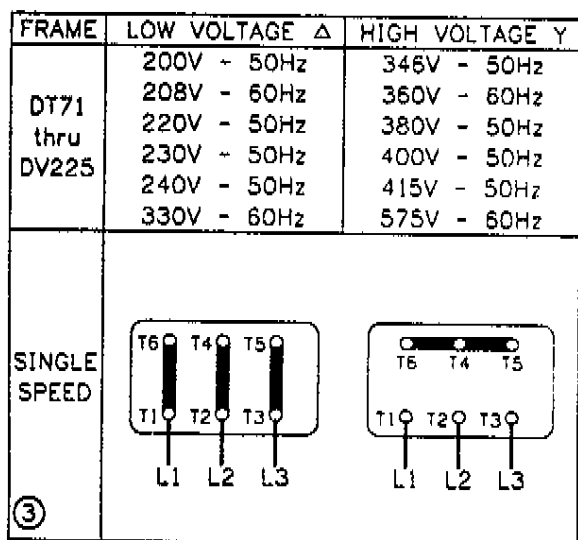 FRAME LOW VOLTAGE Δ HIGH VOLTAGE Y
DT71 thru DV225
200V - 50Hz 346V - 50Hz
208V - 60Hz 360V - 60Hz
220V - 50Hz 380V - 50Hz
230V - 50Hz 400V - 50Hz
240V - 50Hz 415V - 50Hz
330V - 60Hz 575V - 60Hz
SINGLE
SPEED
T6 T4 T5
T1 T2 T3
L1 L2 L3
T6 T4 T5
T1 T2 T3
L1 L2 L3
3